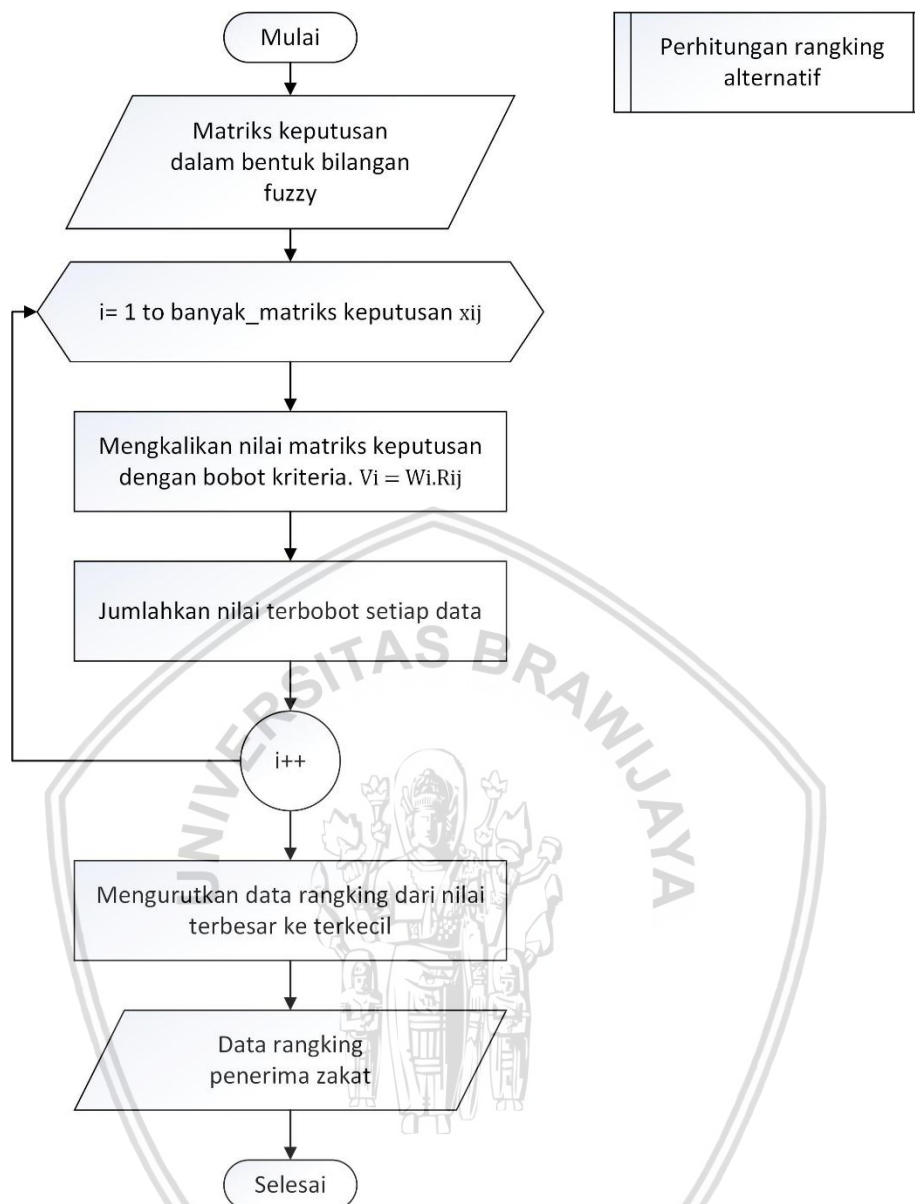 Mulai
Perhitungan rangking
alternatif
Matriks keputusan
dalam bentuk bilangan
fuzzy
i= 1 to banyak_matriks keputusan xij
Mengkalikan nilai matriks keputusan
dengan bobot kriteria. Vi = Wi.Rij
Jumlahkan nilai terbobot setiap data
UNIVERSITAS BRAWIJAYA
i++
Mengurutkan data rangking dari nilai
terbesar ke terkecil
Data rangking
penerima zakat
Selesai